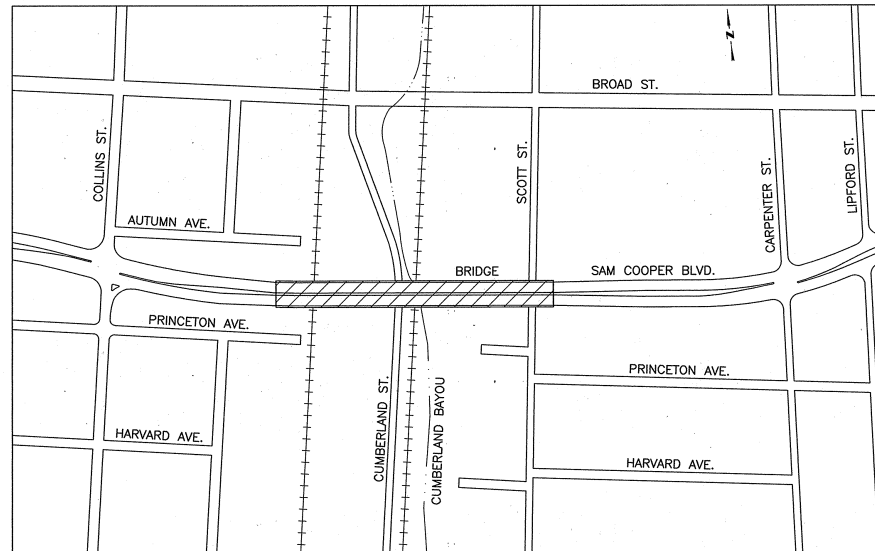 N
BROAD ST.
COLLINS ST.
SCOTT ST.
CARPENTER ST.
LIPFORD ST.
AUTUMN AVE.
BRIDGE
SAM COOPER BLVD.
PRINCETON AVE.
PRINCETON AVE.
CUMBERLAND ST.
CUMBERLAND BAYOU
HARVARD AVE.
HARVARD AVE.